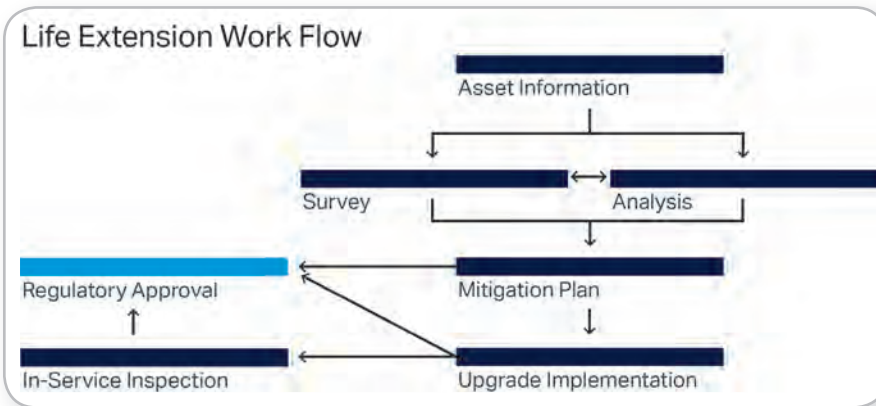 Life Extension Work Flow
Asset Information
Survey
Analysis
Regulatory Approval
Mitigation Plan
In-Service Inspection
Upgrade Implementation